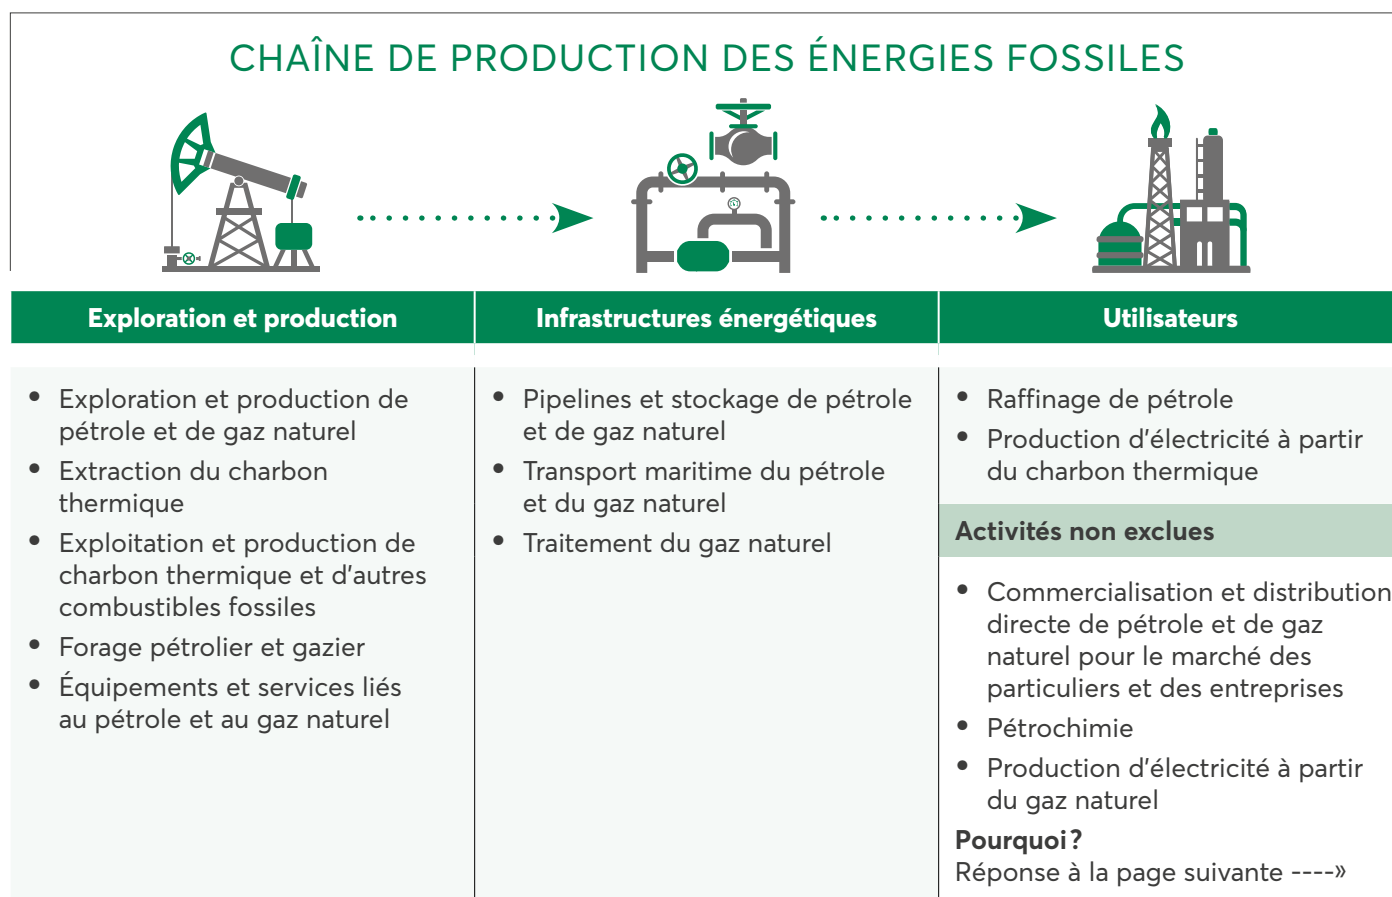 CHAÎNE DE PRODUCTION DES ÉNERGIES FOSSILES
Exploration et production
• Exploration et production de
pétrole et de gaz naturel
• Extraction du charbon
thermique
• Exploitation et production de
charbon thermique et d'autres
combustibles fossiles
• Forage pétrolier et gazier
• Équipements et services liés
au pétrole et au gaz naturel
Infrastructures énergétiques
• Pipelines et stockage de pétrole
et de gaz naturel
• Transport maritime du pétrole
et du gaz naturel
• Traitement du gaz naturel
Utilisateurs
• Raffinage de pétrole
• Production d'électricité à partir
du charbon thermique
Activités non exclues
• Commercialisation et distribution
directe de pétrole et de gaz
naturel pour le marché des
particuliers et des entreprises
• Pétrochimie
• Production d'électricité à partir
du gaz naturel
Pourquoi ?
Réponse à la page suivante ----»